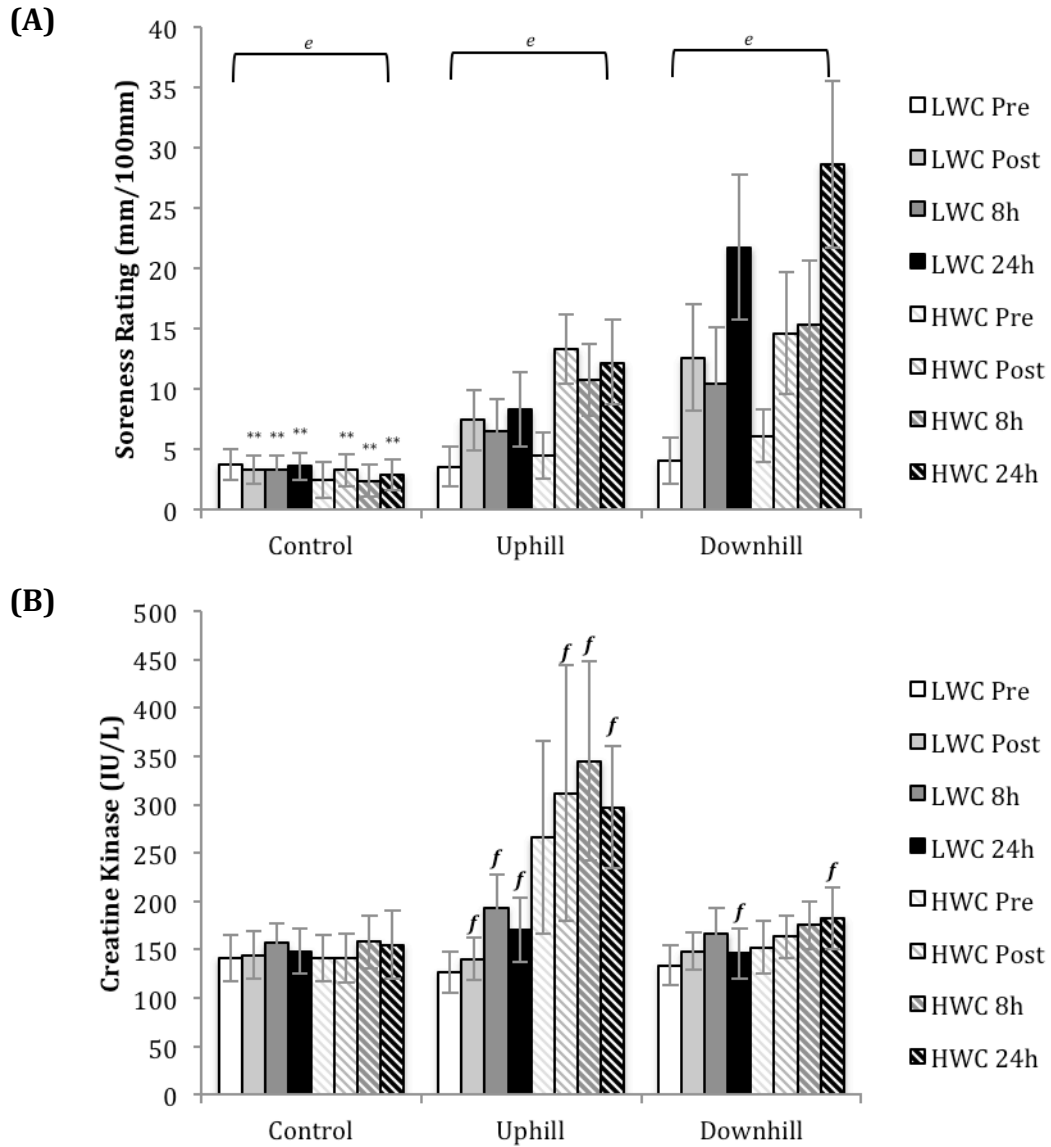 (A)
Soreness Rating (mm/100mm)
40
35
30
25
20
15
10
5
0
e
e
e
** ** ** ** ** **
Control Uphill Downhill
LWC Pre
LWC Post
LWC 8h
LWC 24h
HWC Pre
HWC Post
HWC 8h
HWC 24h
(B)
Creatine Kinase (IU/L)
500
450
400
350
300
250
200
150
100
50
0
f f f f f f f f
Control Uphill Downhill
LWC Pre
LWC Post
LWC 8h
LWC 24h
HWC Pre
HWC Post
HWC 8h
HWC 24h